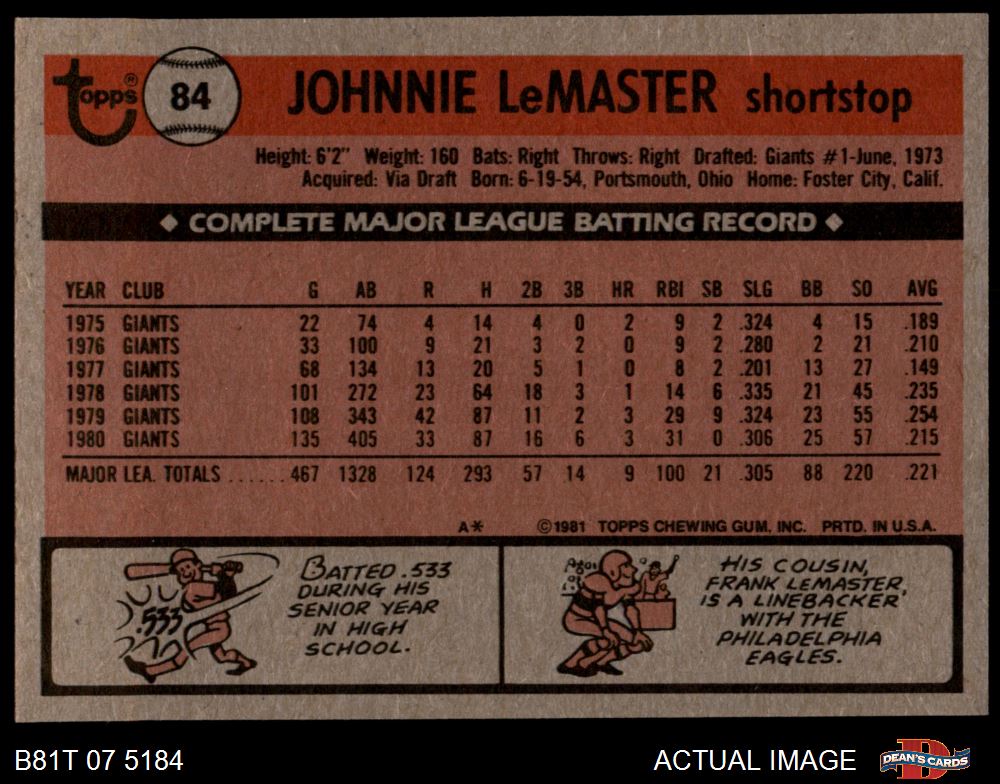 topps® 84 JOHNNIE LeMASTER shortstop
Height: 6'2" Weight: 160 Bats: Right Throws: Right Drafted: Giants #1-June, 1973
Acquired: Via Draft Born: 6-19-54, Portsmouth, Ohio Home: Foster City, Calif.
◆ COMPLETE MAJOR LEAGUE BATTING RECORD ◆
YEAR CLUB G AB R H 2B 3B HR RBI SB SLG BB SO AVG
1975 GIANTS 22 74 4 14 4 0 2 9 2 .324 4 15 .189
1976 GIANTS 33 100 9 21 3 2 0 9 2 .280 2 21 .210
1977 GIANTS 68 134 13 20 5 1 0 8 2 .201 13 27 .149
1978 GIANTS 101 272 23 64 18 3 1 14 6 .335 21 45 .235
1979 GIANTS 108 343 42 87 11 2 3 29 9 .324 23 55 .254
1980 GIANTS 135 405 33 87 16 6 3 31 0 .306 25 57 .215
MAJOR LEA. TOTALS ...... 467 1328 124 293 57 14 9 100 21 .305 88 220 .221
A* ©1981 TOPPS CHEWING GUM, INC. PRTD. IN U.S.A.
.533
BATTED .533
DURING HIS
SENIOR YEAR
IN HIGH
SCHOOL.
HIS COUSIN,
FRANK LEMASTER,
IS A LINEBACKER
WITH THE
PHILADELPHIA
EAGLES.
B81T 07 5184 ACTUAL IMAGE D DEAN'S CARDS